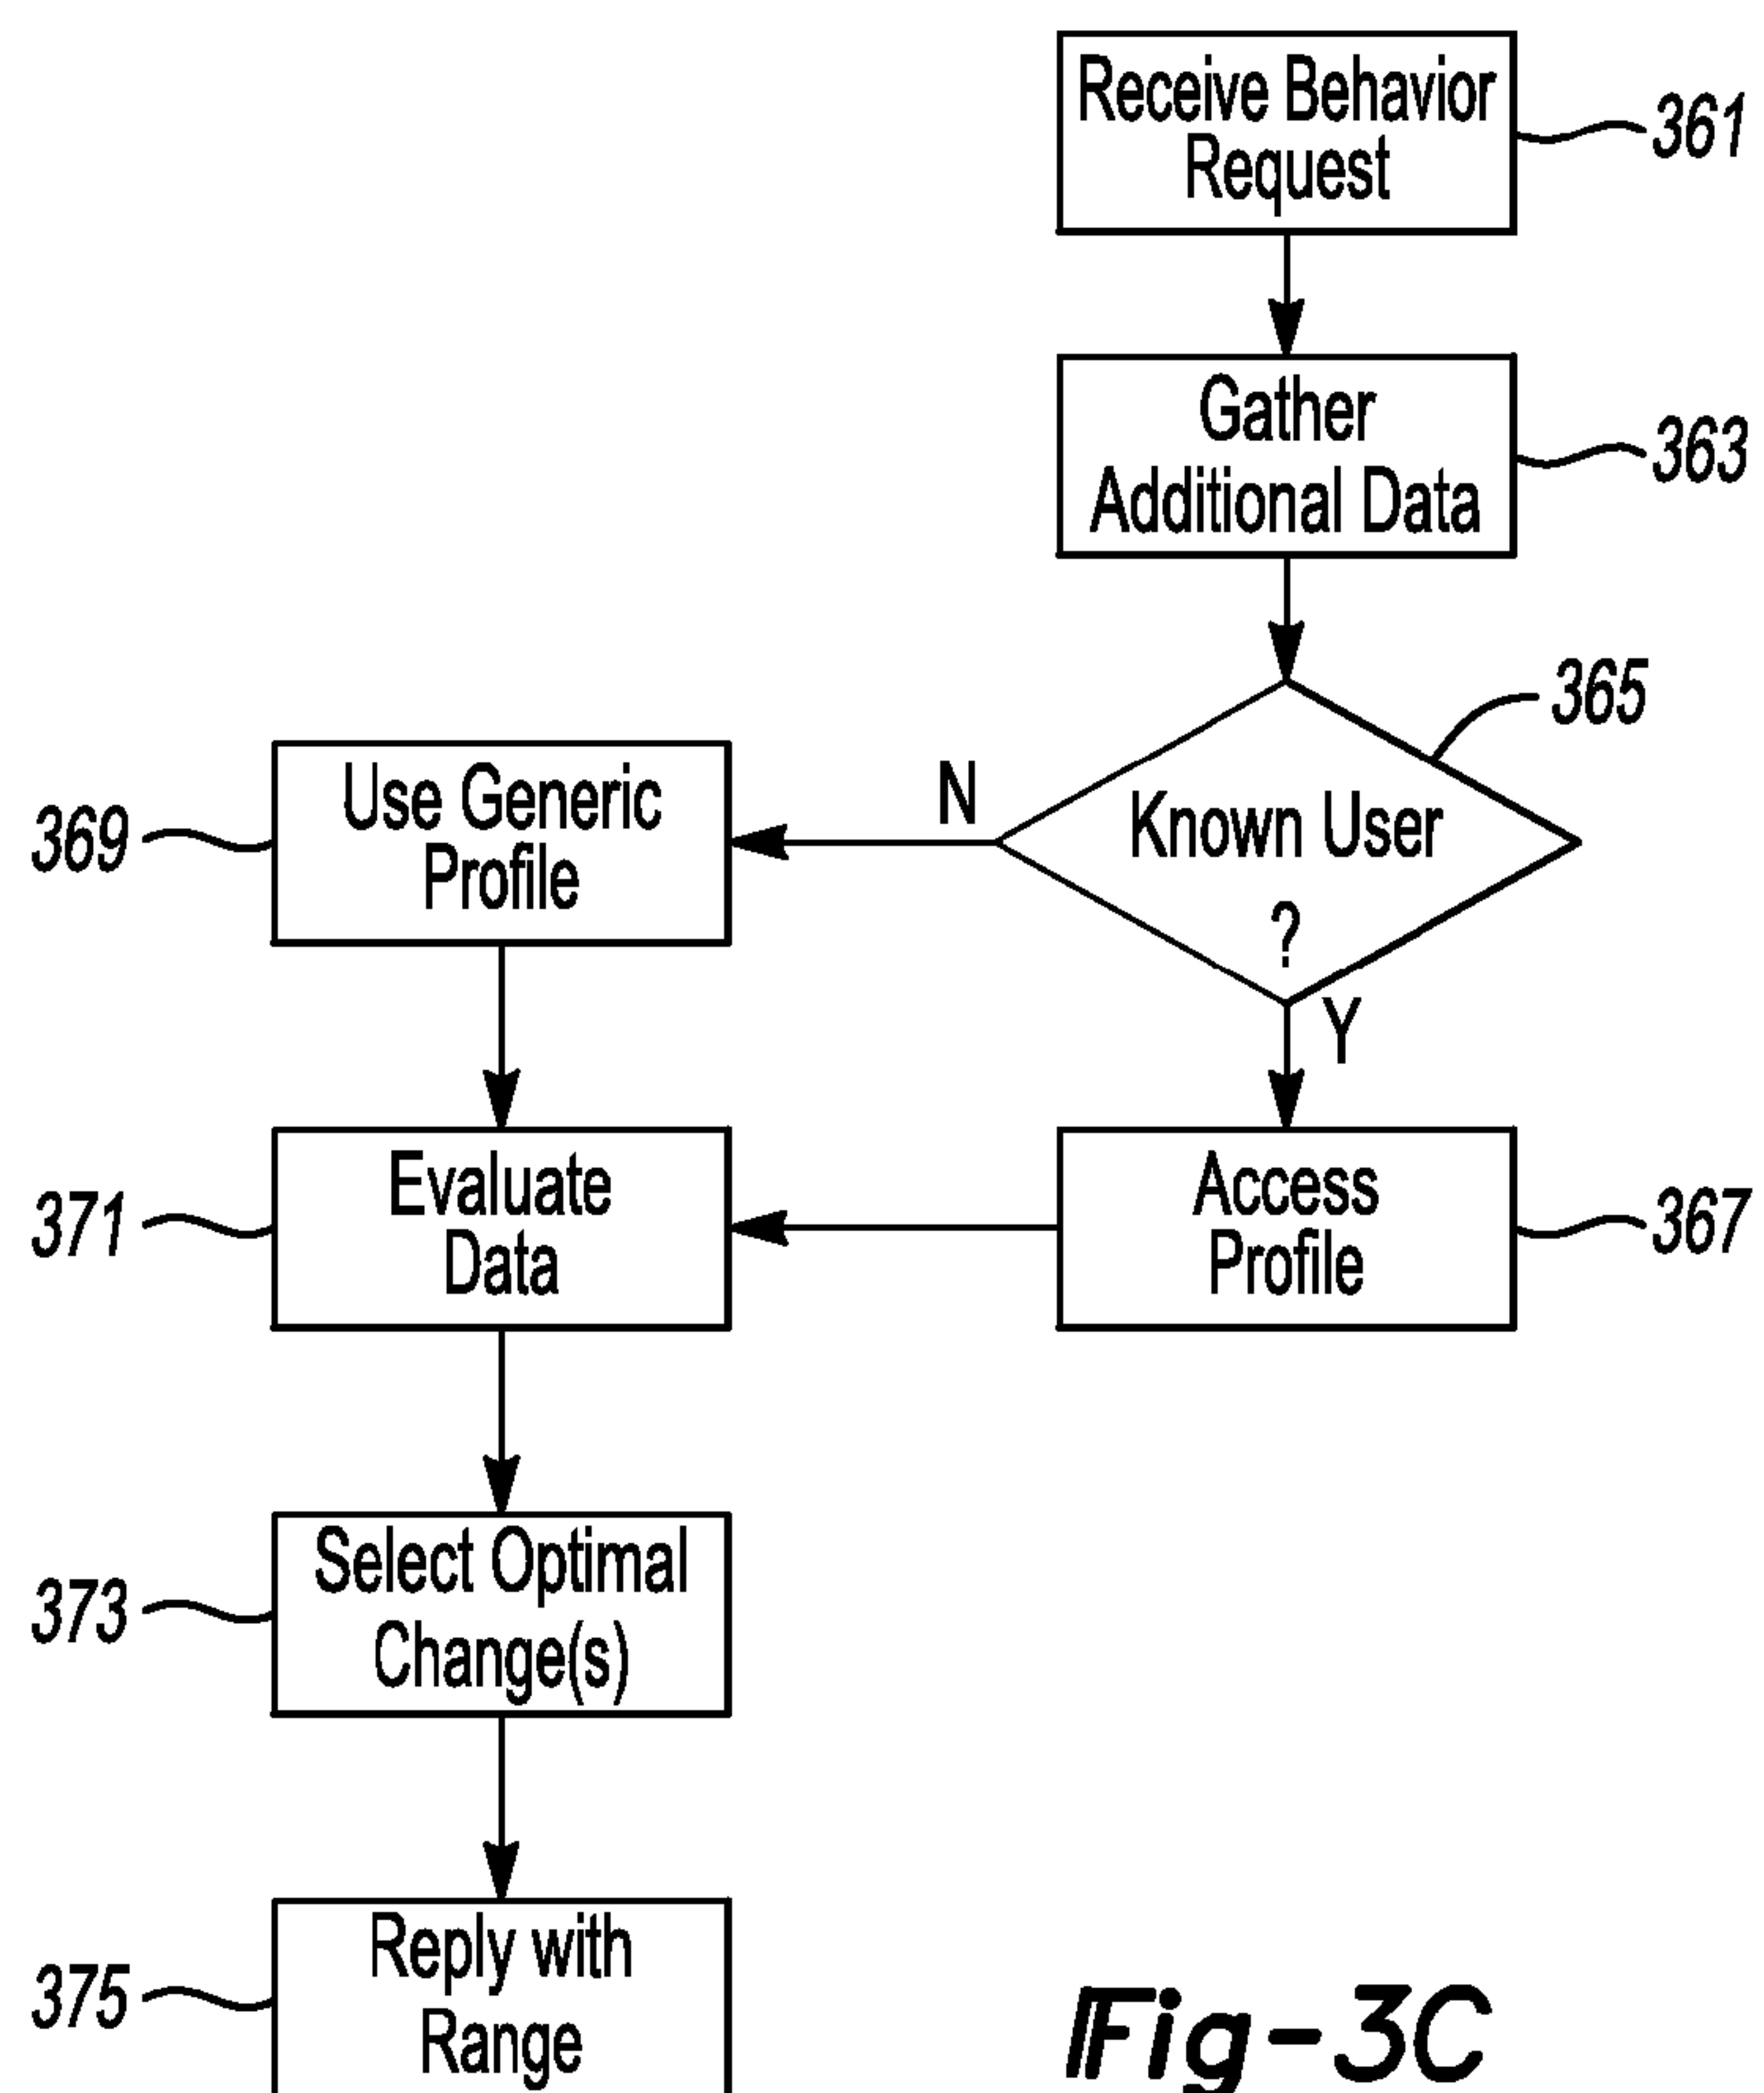 Receive Behavior
Request
361
Gather
Additional Data
363
365
Known User
?
N
Y
Use Generic
Profile
369
Access
Profile
367
Evaluate
Data
371
Select Optimal
Change(s)
373
Reply with
Range
375
Fig-3C